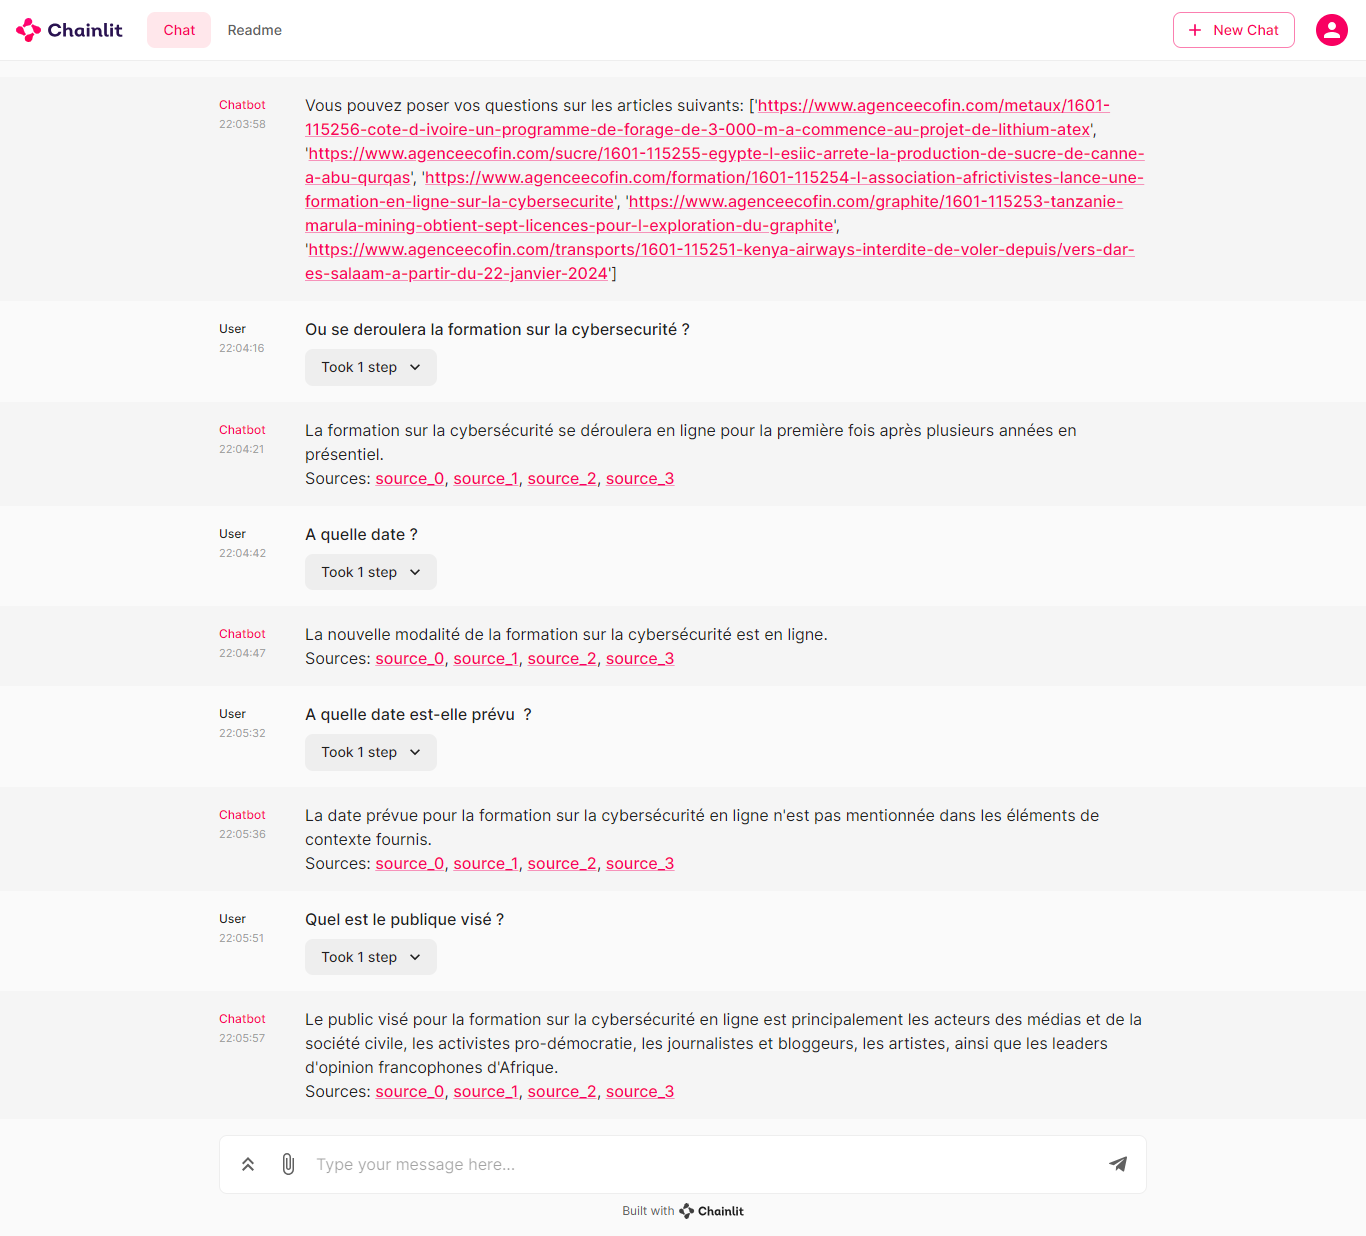 Chainlit
Chat
Readme
New Chat
Chatbot
22:03:58
Vous pouvez poser vos questions sur les articles suivants: ['https://www.agenceecofin.com/metaux/1601-
115256-cote-d-ivoire-un-programme-de-forage-de-3-000-m-a-commence-au-projet-de-lithium-atex',
'https://www.agenceecofin.com/sucre/1601-115255-egypte-l-esiic-arrete-la-production-de-sucre-de-canne-
a-abu-qurqas', 'https://www.agenceecofin.com/formation/1601-115254-l-association-africtivistes-lance-une-
formation-en-ligne-sur-la-cybersecurite', 'https://www.agenceecofin.com/graphite/1601-115253-tanzanie-
marula-mining-obtient-sept-licences-pour-l-exploration-du-graphite',
'https://www.agenceecofin.com/transports/1601-115251-kenya-airways-interdite-de-voler-depuis/vers-dar-
es-salaam-a-partir-du-22-janvier-2024']
User
22:04:16
Ou se deroulera la formation sur la cybersecurité ?
Took 1 step
Chatbot
22:04:21
La formation sur la cybersécurité se déroulera en ligne pour la première fois après plusieurs années en
présentiel.
Sources: source_0, source_1, source_2, source_3
User
22:04:42
A quelle date ?
Took 1 step
Chatbot
22:04:47
La nouvelle modalité de la formation sur la cybersécurité est en ligne.
Sources: source_0, source_1, source_2, source_3
User
22:05:32
A quelle date est-elle prévu  ?
Took 1 step
Chatbot
22:05:36
La date prévue pour la formation sur la cybersécurité en ligne n'est pas mentionnée dans les éléments de
contexte fournis.
Sources: source_0, source_1, source_2, source_3
User
22:05:51
Quel est le publique visé ?
Took 1 step
Chatbot
22:05:57
Le public visé pour la formation sur la cybersécurité en ligne est principalement les acteurs des médias et de la
société civile, les activistes pro-démocratie, les journalistes et bloggeurs, les artistes, ainsi que les leaders
d'opinion francophones d'Afrique.
Sources: source_0, source_1, source_2, source_3
Type your message here...
Built with Chainlit